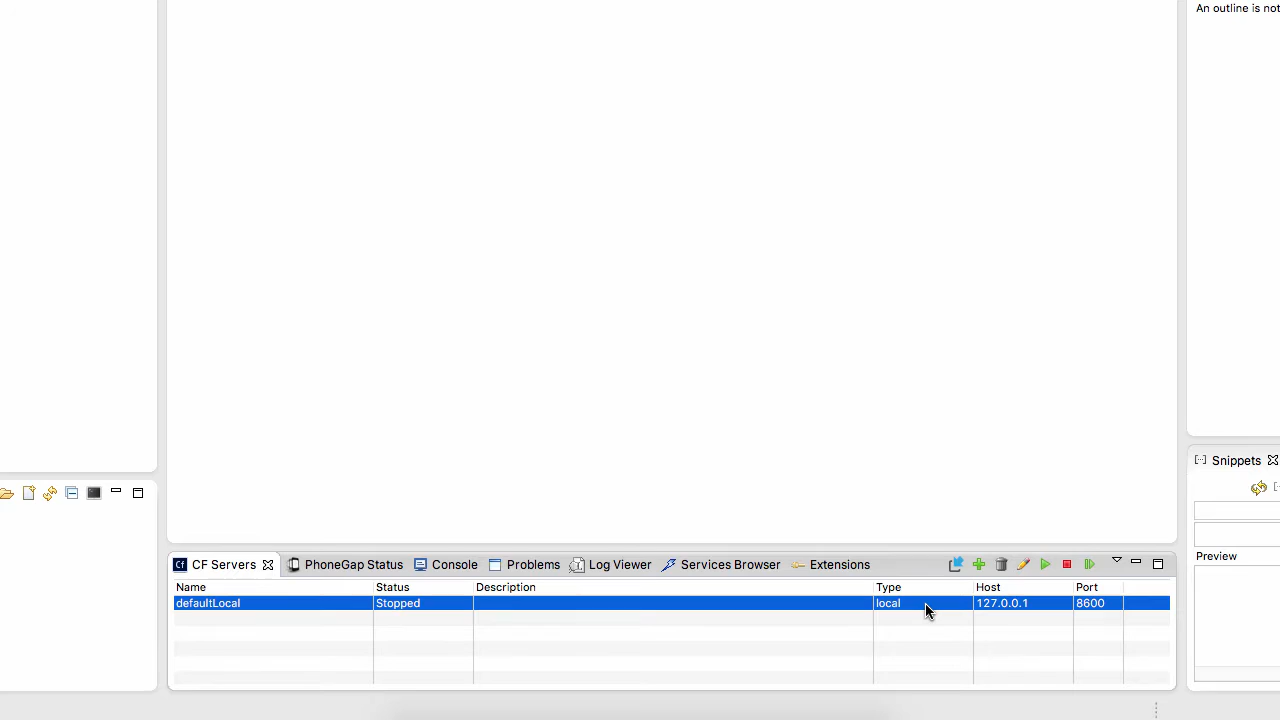 An outline is not
Snippets
Preview
Cf CF Servers PhoneGap Status Console Problems Log Viewer Services Browser Extensions
Name Status Description Type Host Port
defaultLocal Stopped local 127.0.0.1 8600